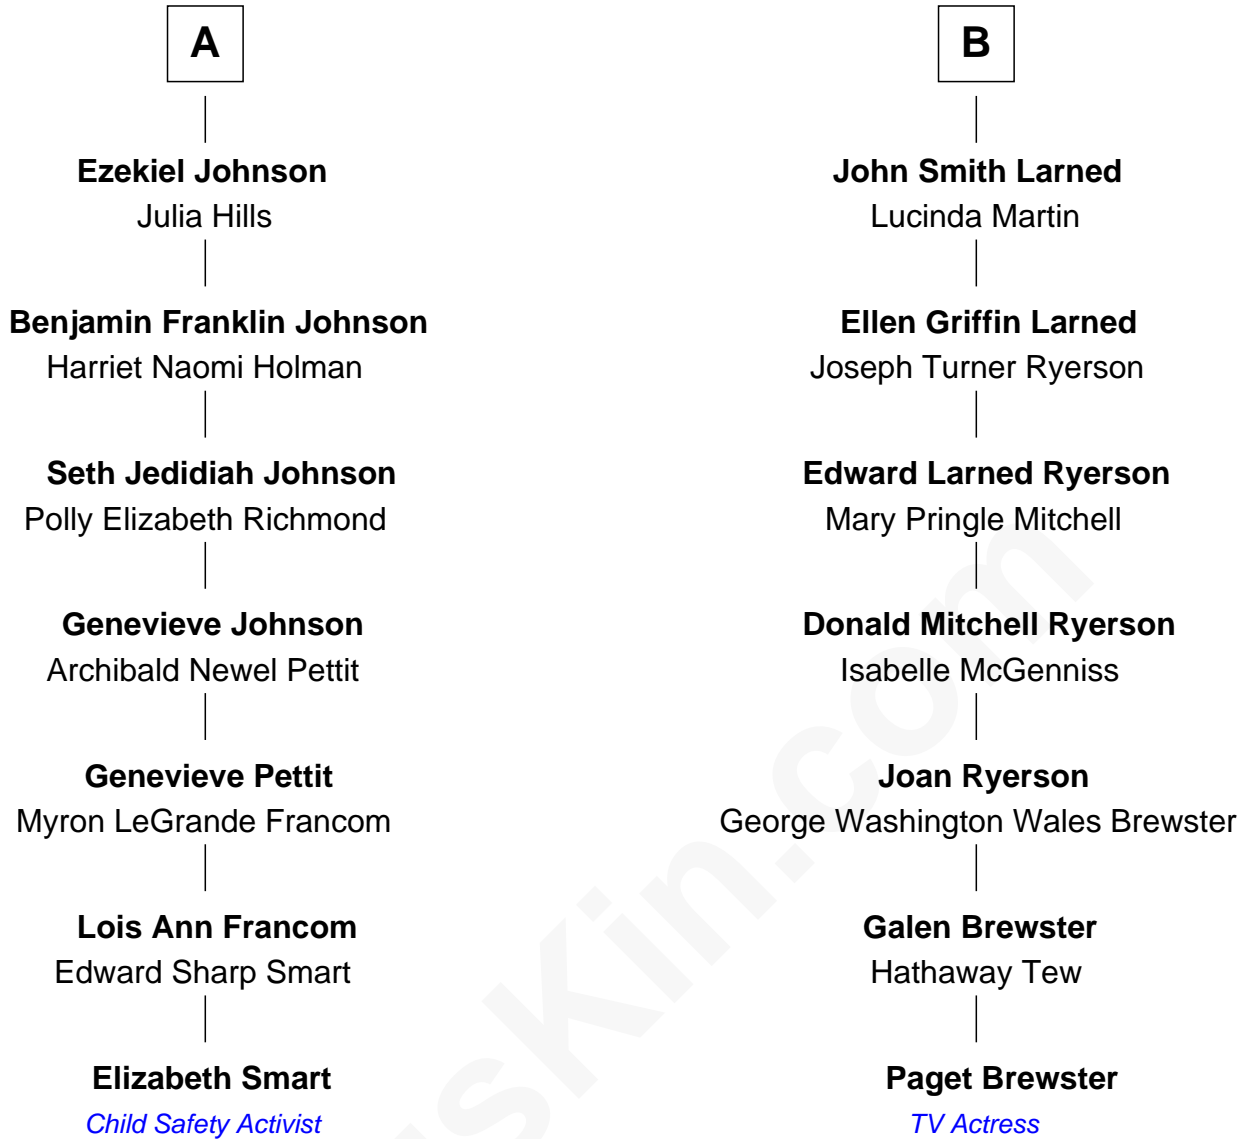 A
Ezekiel Johnson
Julia Hills
Benjamin Franklin Johnson
Harriet Naomi Holman
Seth Jedidiah Johnson
Polly Elizabeth Richmond
Genevieve Johnson
Archibald Newel Pettit
Genevieve Pettit
Myron LeGrande Francom
Lois Ann Francom
Edward Sharp Smart
Elizabeth Smart
Child Safety Activist
B
John Smith Larned
Lucinda Martin
Ellen Griffin Larned
Joseph Turner Ryerson
Edward Larned Ryerson
Mary Pringle Mitchell
Donald Mitchell Ryerson
Isabelle McGenniss
Joan Ryerson
George Washington Wales Brewster
Galen Brewster
Hathaway Tew
Paget Brewster
TV Actress
sKin.com